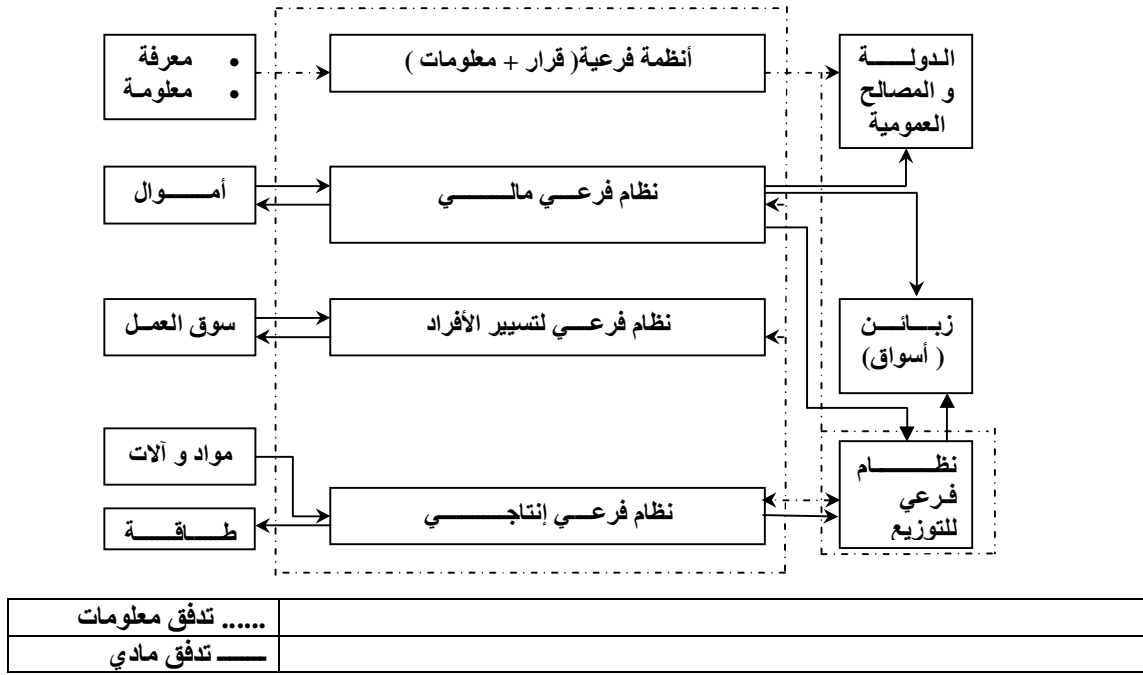 • معرفة
• معلومة
أنظمة فرعية( قرار + معلومات )
الدولة
و المصالح
العمومية
أموال
نظام فرعي مالي
سوق العمل
نظام فرعي لتسيير الأفراد
زبائن
( أسواق)
مواد و آلات
طاقة
نظام فرعي إنتاجي
نظام
فرعي
للتوزيع
...... تدفق معلومات
ــــــ تدفق مادي